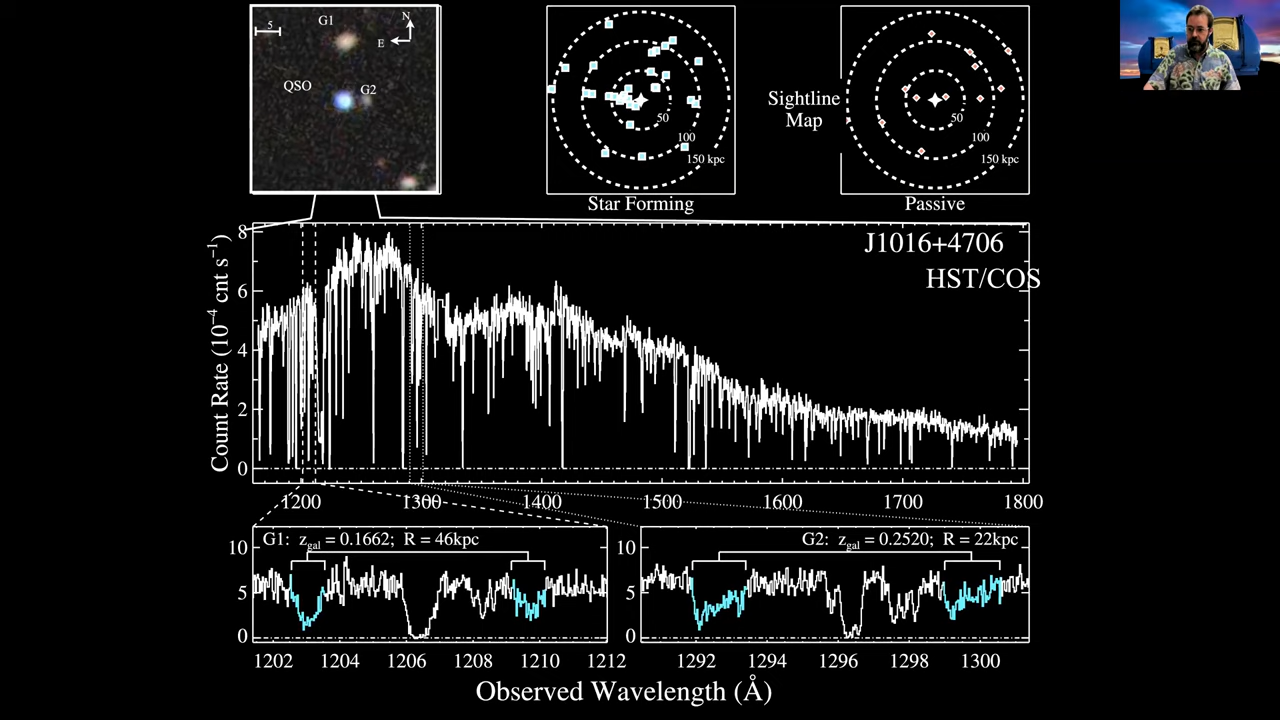 5
G1
N
E
QSO
G2
50
100
150 kpc
Star Forming
Sightline
Map
50
100
150 kpc
Passive
J1016+4706
HST/COS
Count Rate (10⁻⁴ cnt s⁻¹)
8
6
4
2
0
1200 1300 1400 1500 1600 1700 1800
G1: z_gal = 0.1662; R = 46kpc
10
5
0
1202 1204 1206 1208 1210 1212
G2: z_gal = 0.2520; R = 22kpc
10
5
0
1292 1294 1296 1298 1300
Observed Wavelength (Å)